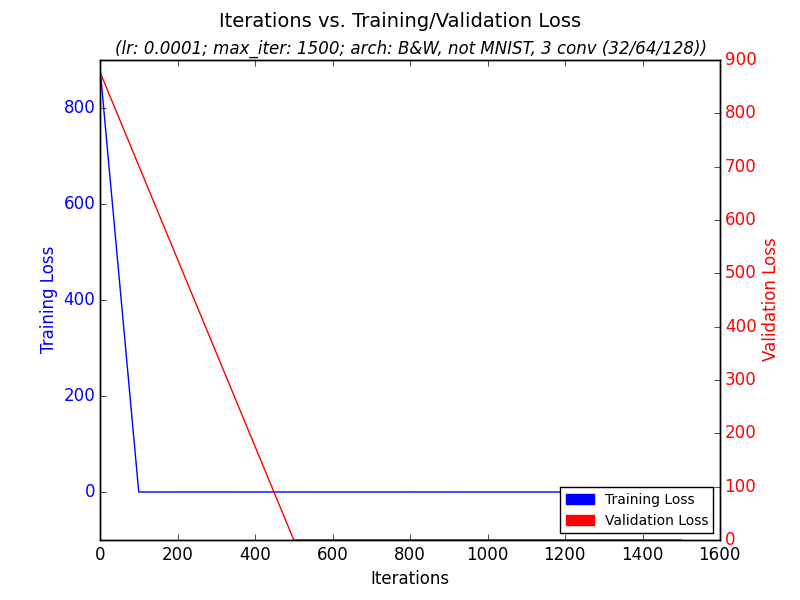 Iterations vs. Training/Validation Loss
(lr: 0.0001; max_iter: 1500; arch: B&W, not MNIST, 3 conv (32/64/128))
800
600
400
200
0
Training Loss
900
800
700
600
500
400
300
200
100
0
Validation Loss
Training Loss
Validation Loss
0 200 400 600 800 1000 1200 1400 1600
Iterations